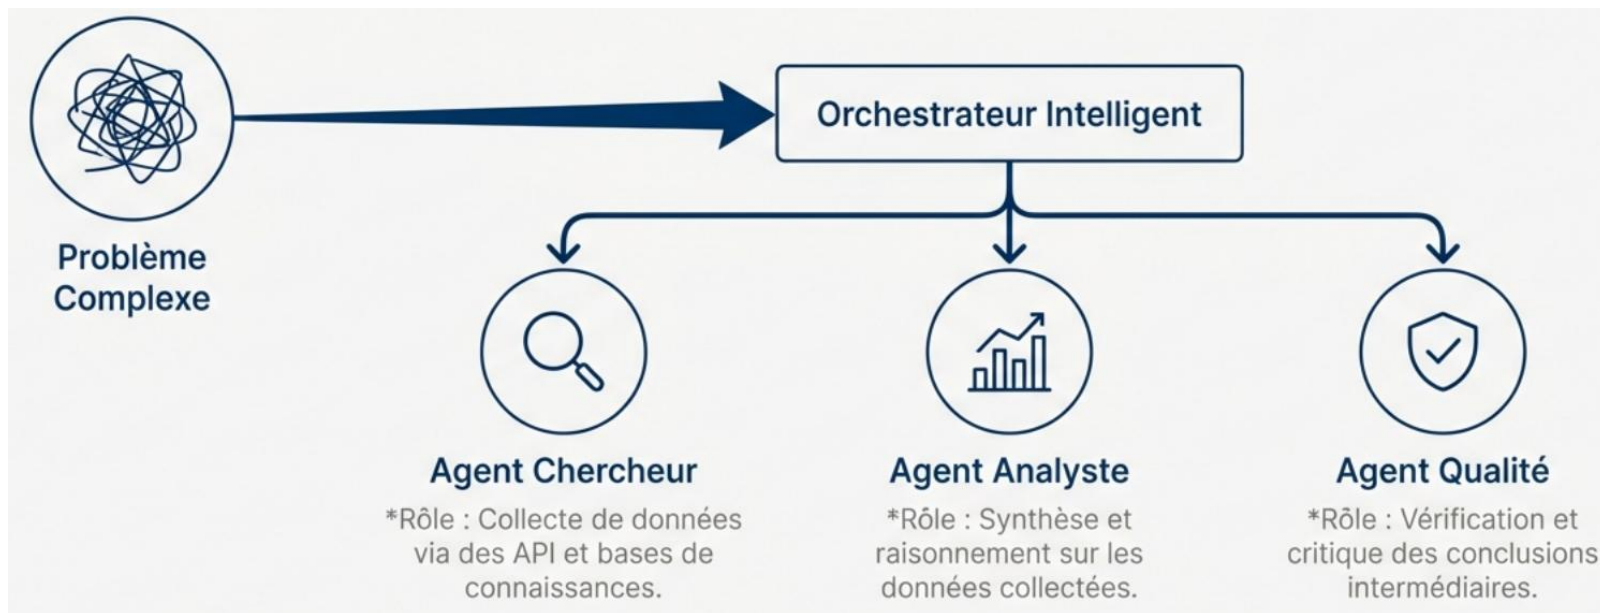 Problème
Complexe
Orchestrateur Intelligent
Agent Chercheur
*Rôle : Collecte de données
via des API et bases de
connaissances.
Agent Analyste
*Rôle : Synthèse et
raisonnement sur les
données collectées.
Agent Qualité
*Rôle : Vérification et
critique des conclusions
intermédiaires.